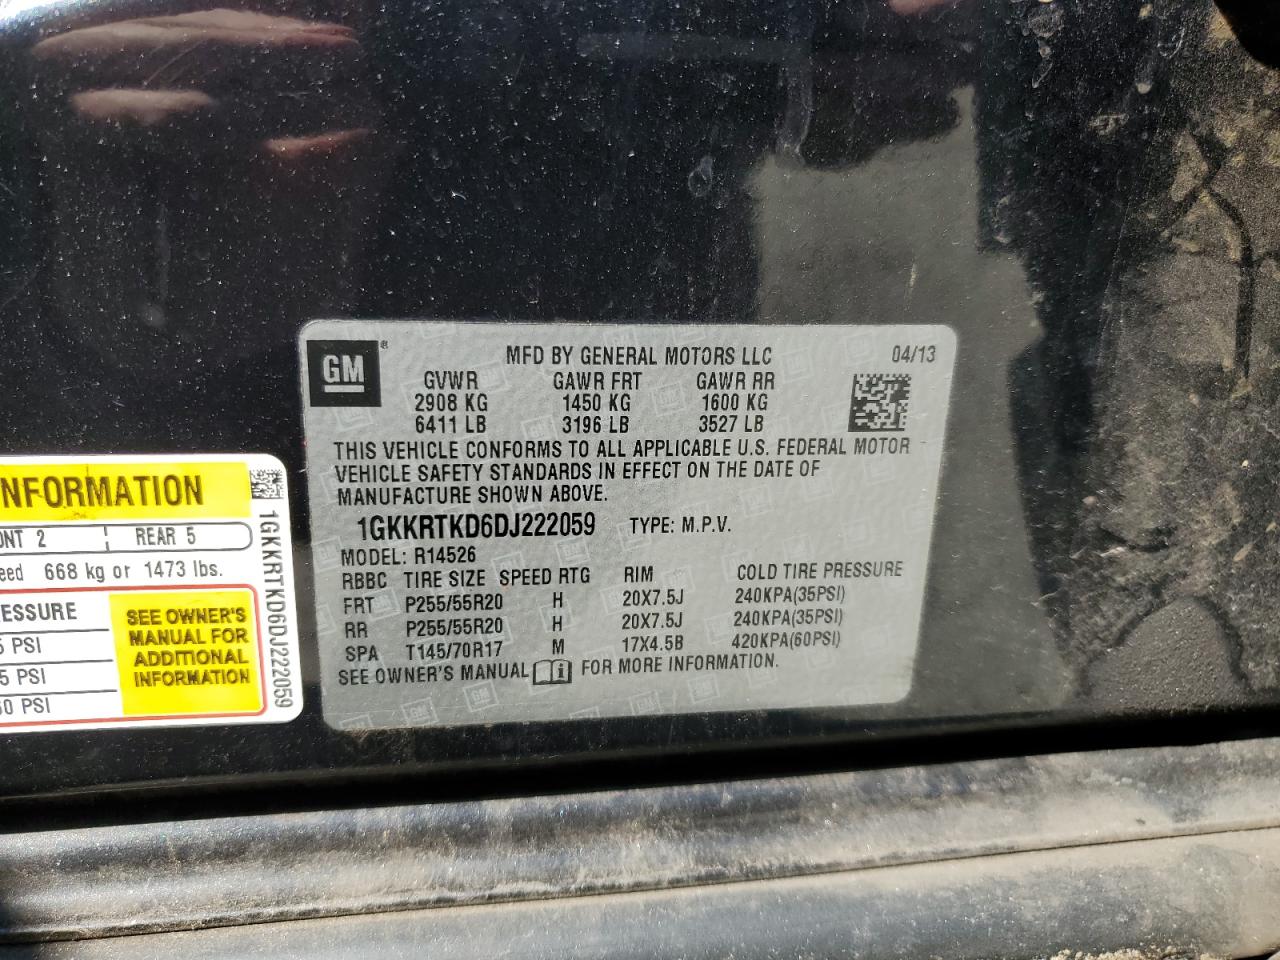 GM®
MFD BY GENERAL MOTORS LLC 04/13
GVWR GAWR FRT GAWR RR
2908 KG 1450 KG 1600 KG
6411 LB 3196 LB 3527 LB
THIS VEHICLE CONFORMS TO ALL APPLICABLE U.S. FEDERAL MOTOR
VEHICLE SAFETY STANDARDS IN EFFECT ON THE DATE OF
MANUFACTURE SHOWN ABOVE.
1GKKRTKD6DJ222059 TYPE: M.P.V.
MODEL: R14526
RBBC TIRE SIZE SPEED RTG RIM COLD TIRE PRESSURE
FRT P255/55R20 H 20X7.5J 240KPA(35PSI)
RR P255/55R20 H 20X7.5J 240KPA(35PSI)
SPA T145/70R17 M 17X4.5B 420KPA(60PSI)
SEE OWNER'S MANUAL FOR MORE INFORMATION.
NFORMATION
ONT 2 REAR 5
eed 668 kg or 1473 lbs.
ESSURE
5 PSI
5 PSI
60 PSI
SEE OWNER'S
MANUAL FOR
ADDITIONAL
INFORMATION
1GKKRTKD6DJ222059